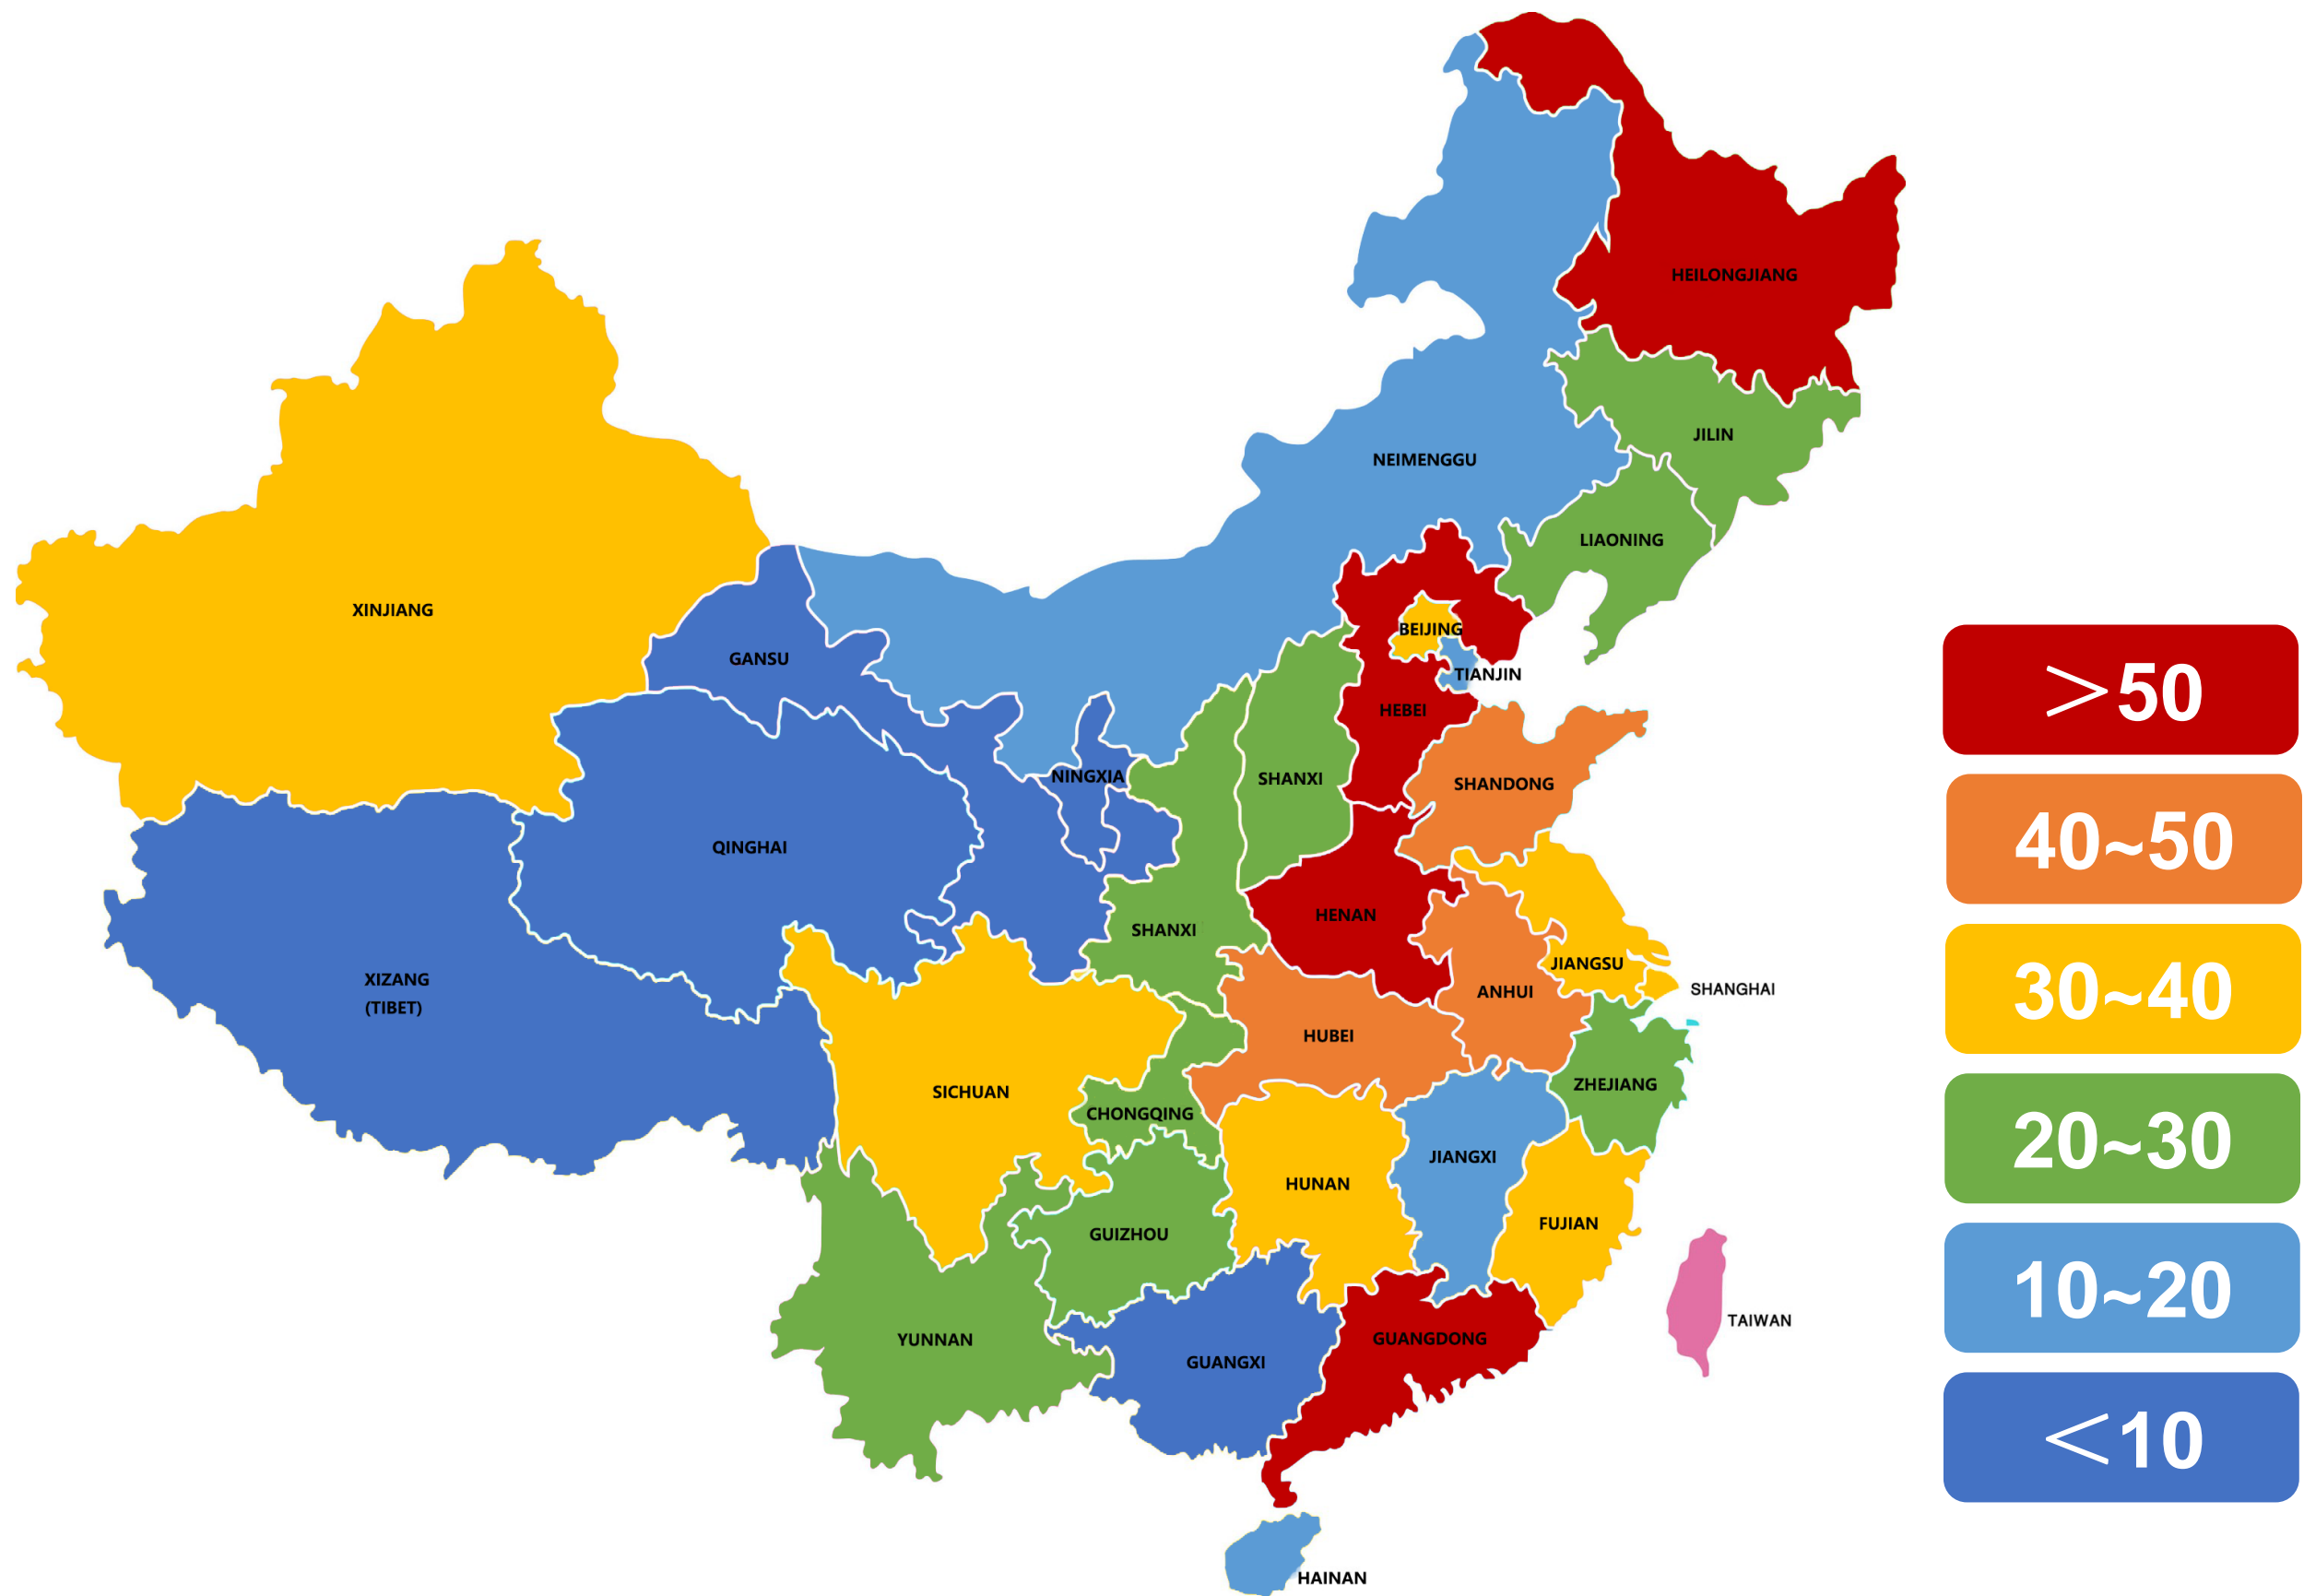 HEILONGJIANG
JILIN
NEIMENGGU
LIAONING
XINJIANG
BEIJING
GANSU
TIANJIN
HEBEI
NINGXIA
SHANXI
SHANDONG
QINGHAI
HENAN
SHANXI
JIANGSU
XIZANG
(TIBET)
ANHUI
SHANGHAI
HUBEI
ZHEJIANG
SICHUAN
CHONGQING
JIANGXI
HUNAN
FUJIAN
GUIZHOU
TAIWAN
YUNNAN
GUANGDONG
GUANGXI
HAINAN
>50
40~50
30~40
20~30
10~20
<10